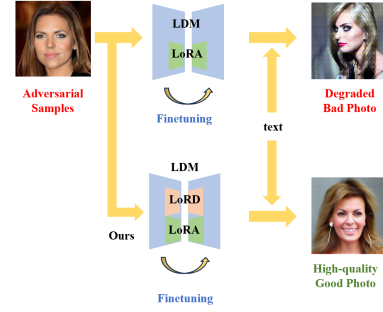 LDM
LoRA
Adversarial
Samples
Finetuning
Degraded
Bad Photo
text
LDM
LoRD
LoRA
Ours
Finetuning
High-quality
Good Photo